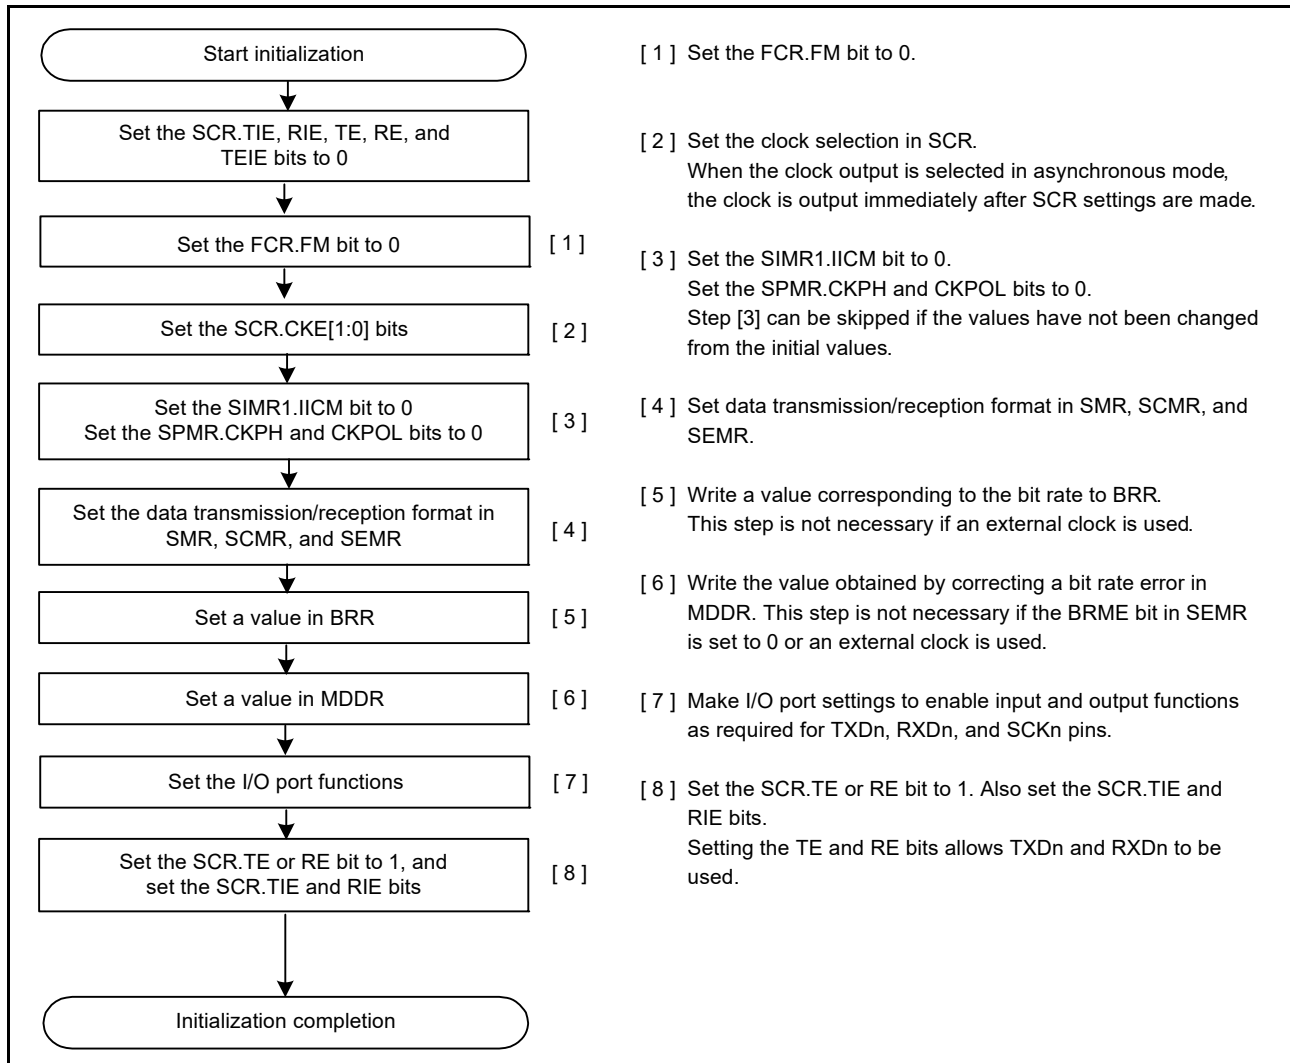 Start initialization
Set the SCR.TIE, RIE, TE, RE, and
TEIE bits to 0
Set the FCR.FM bit to 0
[ 1 ]
Set the SCR.CKE[1:0] bits
[ 2 ]
Set the SIMR1.IICM bit to 0
Set the SPMR.CKPH and CKPOL bits to 0
[ 3 ]
Set the data transmission/reception format in
SMR, SCMR, and SEMR
[ 4 ]
Set a value in BRR
[ 5 ]
Set a value in MDDR
[ 6 ]
Set the I/O port functions
[ 7 ]
Set the SCR.TE or RE bit to 1, and
set the SCR.TIE and RIE bits
[ 8 ]
Initialization completion
[ 1 ] Set the FCR.FM bit to 0.
[ 2 ] Set the clock selection in SCR.
When the clock output is selected in asynchronous mode,
the clock is output immediately after SCR settings are made.
[ 3 ] Set the SIMR1.IICM bit to 0.
Set the SPMR.CKPH and CKPOL bits to 0.
Step [3] can be skipped if the values have not been changed
from the initial values.
[ 4 ] Set data transmission/reception format in SMR, SCMR, and
SEMR.
[ 5 ] Write a value corresponding to the bit rate to BRR.
This step is not necessary if an external clock is used.
[ 6 ] Write the value obtained by correcting a bit rate error in
MDDR. This step is not necessary if the BRME bit in SEMR
is set to 0 or an external clock is used.
[ 7 ] Make I/O port settings to enable input and output functions
as required for TXDn, RXDn, and SCKn pins.
[ 8 ] Set the SCR.TE or RE bit to 1. Also set the SCR.TIE and
RIE bits.
Setting the TE and RE bits allows TXDn and RXDn to be
used.